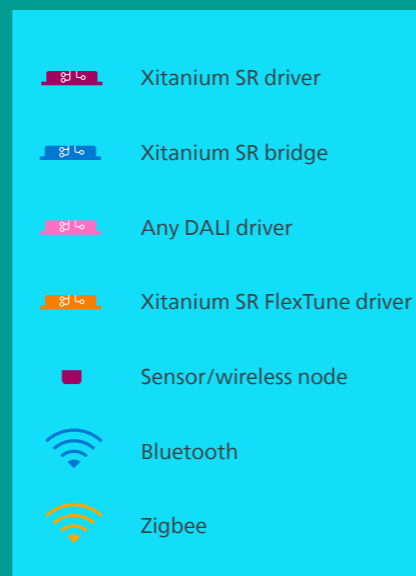 Xitanium SR driver
Xitanium SR bridge
Any DALI driver
Xitanium SR FlexTune driver
Sensor/wireless node
Bluetooth
Zigbee